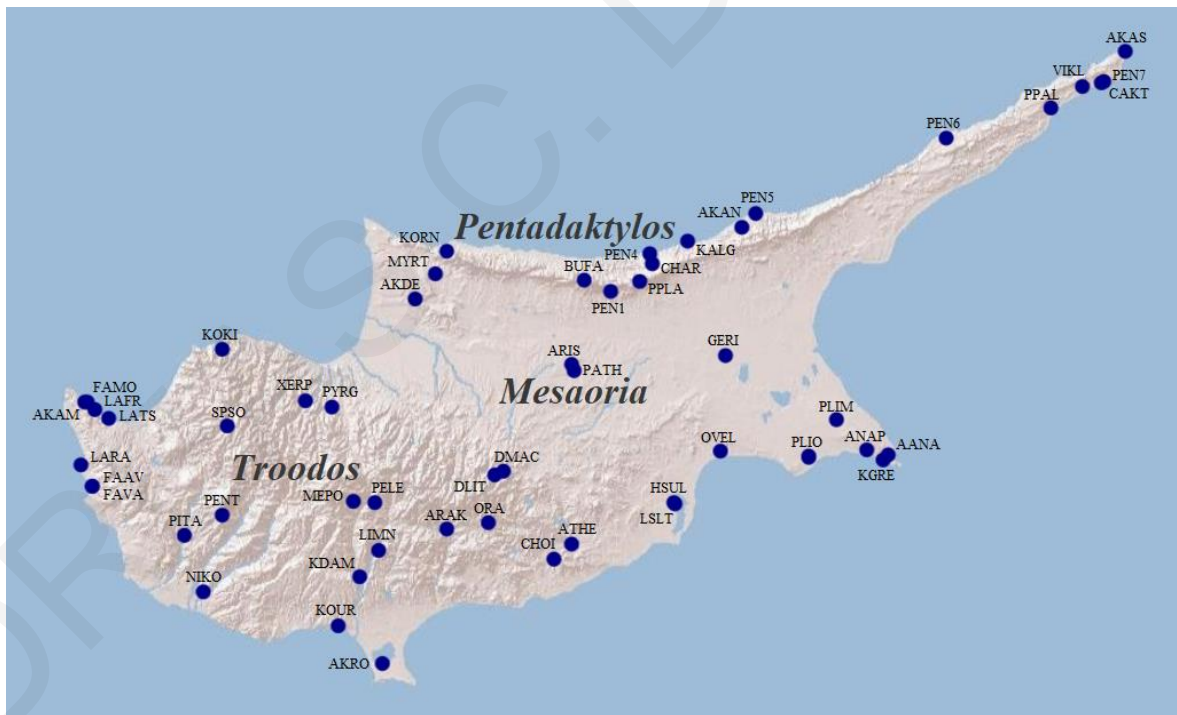 AKAS
VIKL
PEN7
CAKT
PPAL
PEN6
PEN5
AKAN
Pentadaktylos
KORN
KALG
PEN4
MYRT
BUFA
CHAR
AKDE
PPLA
PEN1
KOKI
ARIS
GERI
PATH
Mesaoria
FAMO
XERP
LAFR
PYRG
AKAM
LATS
SPSO
PLIM
OVEL
PLIO
ANAP
AANA
KGRE
LARA
Troodos
DMAC
FAAV
DLIT
FAVA
MEPO
PELE
HSUL
PENT
ORA
LSLT
PITA
ARAK
ATHE
LIMN
CHOI
KDAM
NIKO
KOUR
AKRO